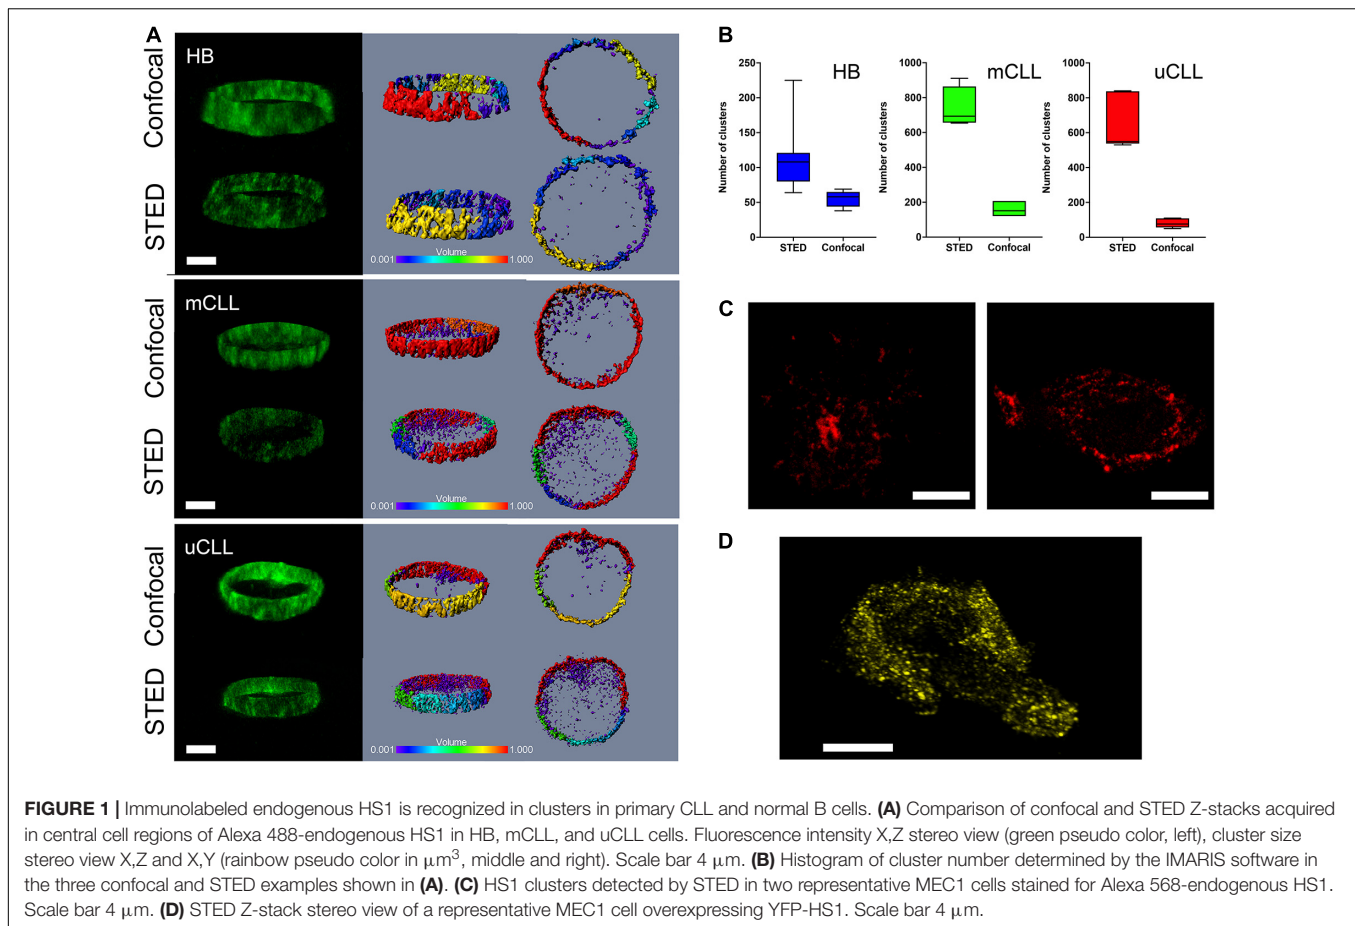 A
Confocal
HB
STED
0.001 Volume 1.000
Confocal
mCLL
STED
0.001 Volume 1.000
Confocal
uCLL
STED
0.001 Volume 1.000
B
HB
Number of clusters
250
200
150
100
50
0
STED Confocal
mCLL
Number of clusters
1000
800
600
400
200
0
STED Confocal
uCLL
Number of clusters
1000
800
600
400
200
0
STED Confocal
C
D
FIGURE 1 | Immunolabeled endogenous HS1 is recognized in clusters in primary CLL and normal B cells. (A) Comparison of confocal and STED Z-stacks acquired
in central cell regions of Alexa 488-endogenous HS1 in HB, mCLL, and uCLL cells. Fluorescence intensity X,Z stereo view (green pseudo color, left), cluster size
stereo view X,Z and X,Y (rainbow pseudo color in μm³, middle and right). Scale bar 4 μm. (B) Histogram of cluster number determined by the IMARIS software in
the three confocal and STED examples shown in (A). (C) HS1 clusters detected by STED in two representative MEC1 cells stained for Alexa 568-endogenous HS1.
Scale bar 4 μm. (D) STED Z-stack stereo view of a representative MEC1 cell overexpressing YFP-HS1. Scale bar 4 μm.